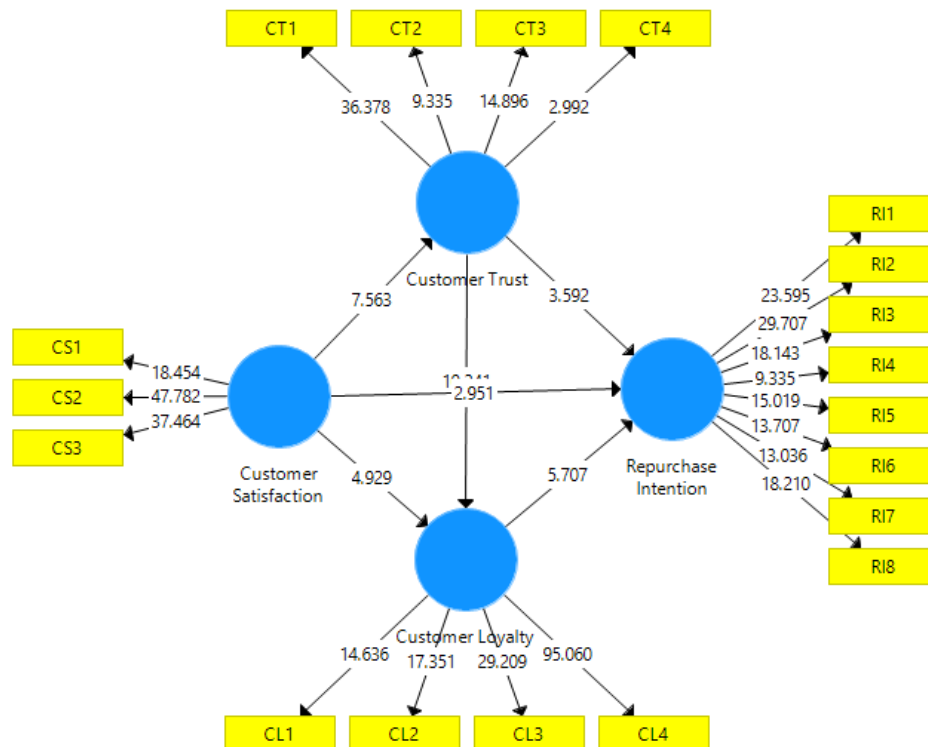 CT1
CT2
CT3
CT4
36.378
9.335
14.896
2.992
Customer Trust
7.563
3.592
RI1
RI2
RI3
RI4
RI5
RI6
RI7
RI8
23.595
29.707
18.143
9.335
15.019
13.707
13.036
18.210
CS1
CS2
CS3
18.454
47.782
37.464
2.951
Customer
Satisfaction
Repurchase
Intention
4.929
5.707
Customer Loyalty
14.636
17.351
29.209
95.060
CL1
CL2
CL3
CL4